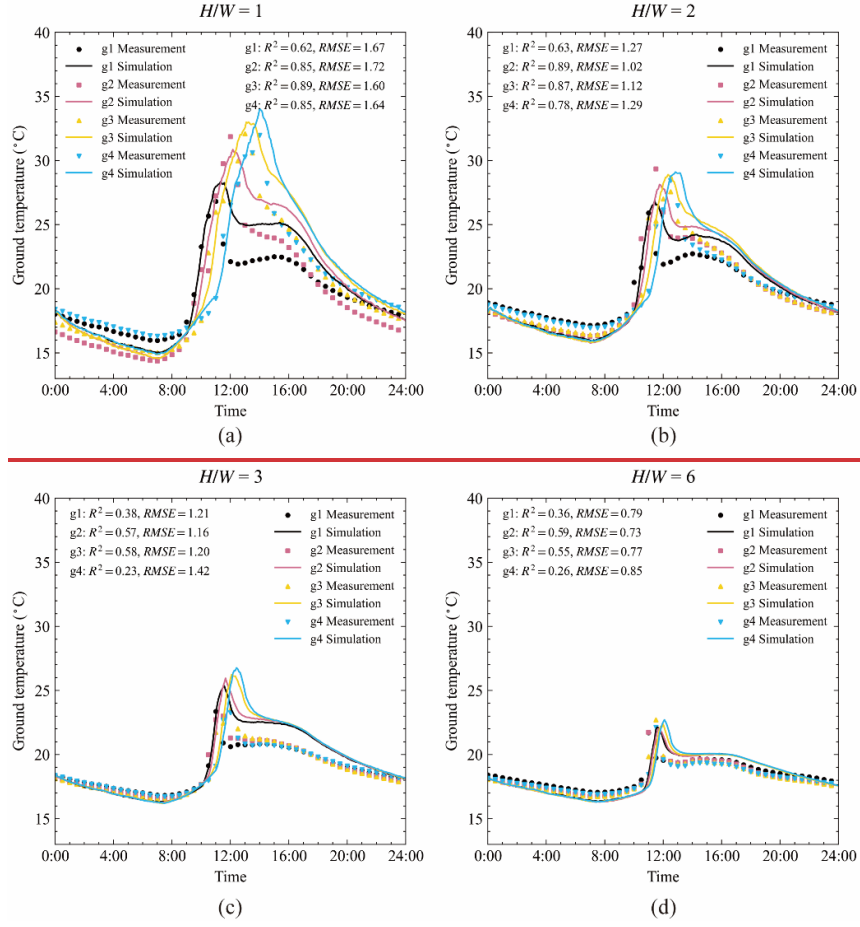 H/W = 1
g1 Measurement
g1 Simulation
g2 Measurement
g2 Simulation
g3 Measurement
g3 Simulation
g4 Measurement
g4 Simulation
g1: R² = 0.62, RMSE = 1.67
g2: R² = 0.85, RMSE = 1.72
g3: R² = 0.89, RMSE = 1.60
g4: R² = 0.85, RMSE = 1.64
Ground temperature (°C)
40
35
30
25
20
15
0:00 4:00 8:00 12:00 16:00 20:00 24:00
Time
(a)
H/W = 2
g1: R² = 0.63, RMSE = 1.27
g2: R² = 0.89, RMSE = 1.02
g3: R² = 0.87, RMSE = 1.12
g4: R² = 0.78, RMSE = 1.29
g1 Measurement
g1 Simulation
g2 Measurement
g2 Simulation
g3 Measurement
g3 Simulation
g4 Measurement
g4 Simulation
Ground temperature (°C)
40
35
30
25
20
15
0:00 4:00 8:00 12:00 16:00 20:00 24:00
Time
(b)
H/W = 3
g1: R² = 0.38, RMSE = 1.21
g2: R² = 0.57, RMSE = 1.16
g3: R² = 0.58, RMSE = 1.20
g4: R² = 0.23, RMSE = 1.42
g1 Measurement
g1 Simulation
g2 Measurement
g2 Simulation
g3 Measurement
g3 Simulation
g4 Measurement
g4 Simulation
Ground temperature (°C)
40
35
30
25
20
15
0:00 4:00 8:00 12:00 16:00 20:00 24:00
Time
(c)
H/W = 6
g1: R² = 0.36, RMSE = 0.79
g2: R² = 0.59, RMSE = 0.73
g3: R² = 0.55, RMSE = 0.77
g4: R² = 0.26, RMSE = 0.85
g1 Measurement
g1 Simulation
g2 Measurement
g2 Simulation
g3 Measurement
g3 Simulation
g4 Measurement
g4 Simulation
Ground temperature (°C)
40
35
30
25
20
15
0:00 4:00 8:00 12:00 16:00 20:00 24:00
Time
(d)